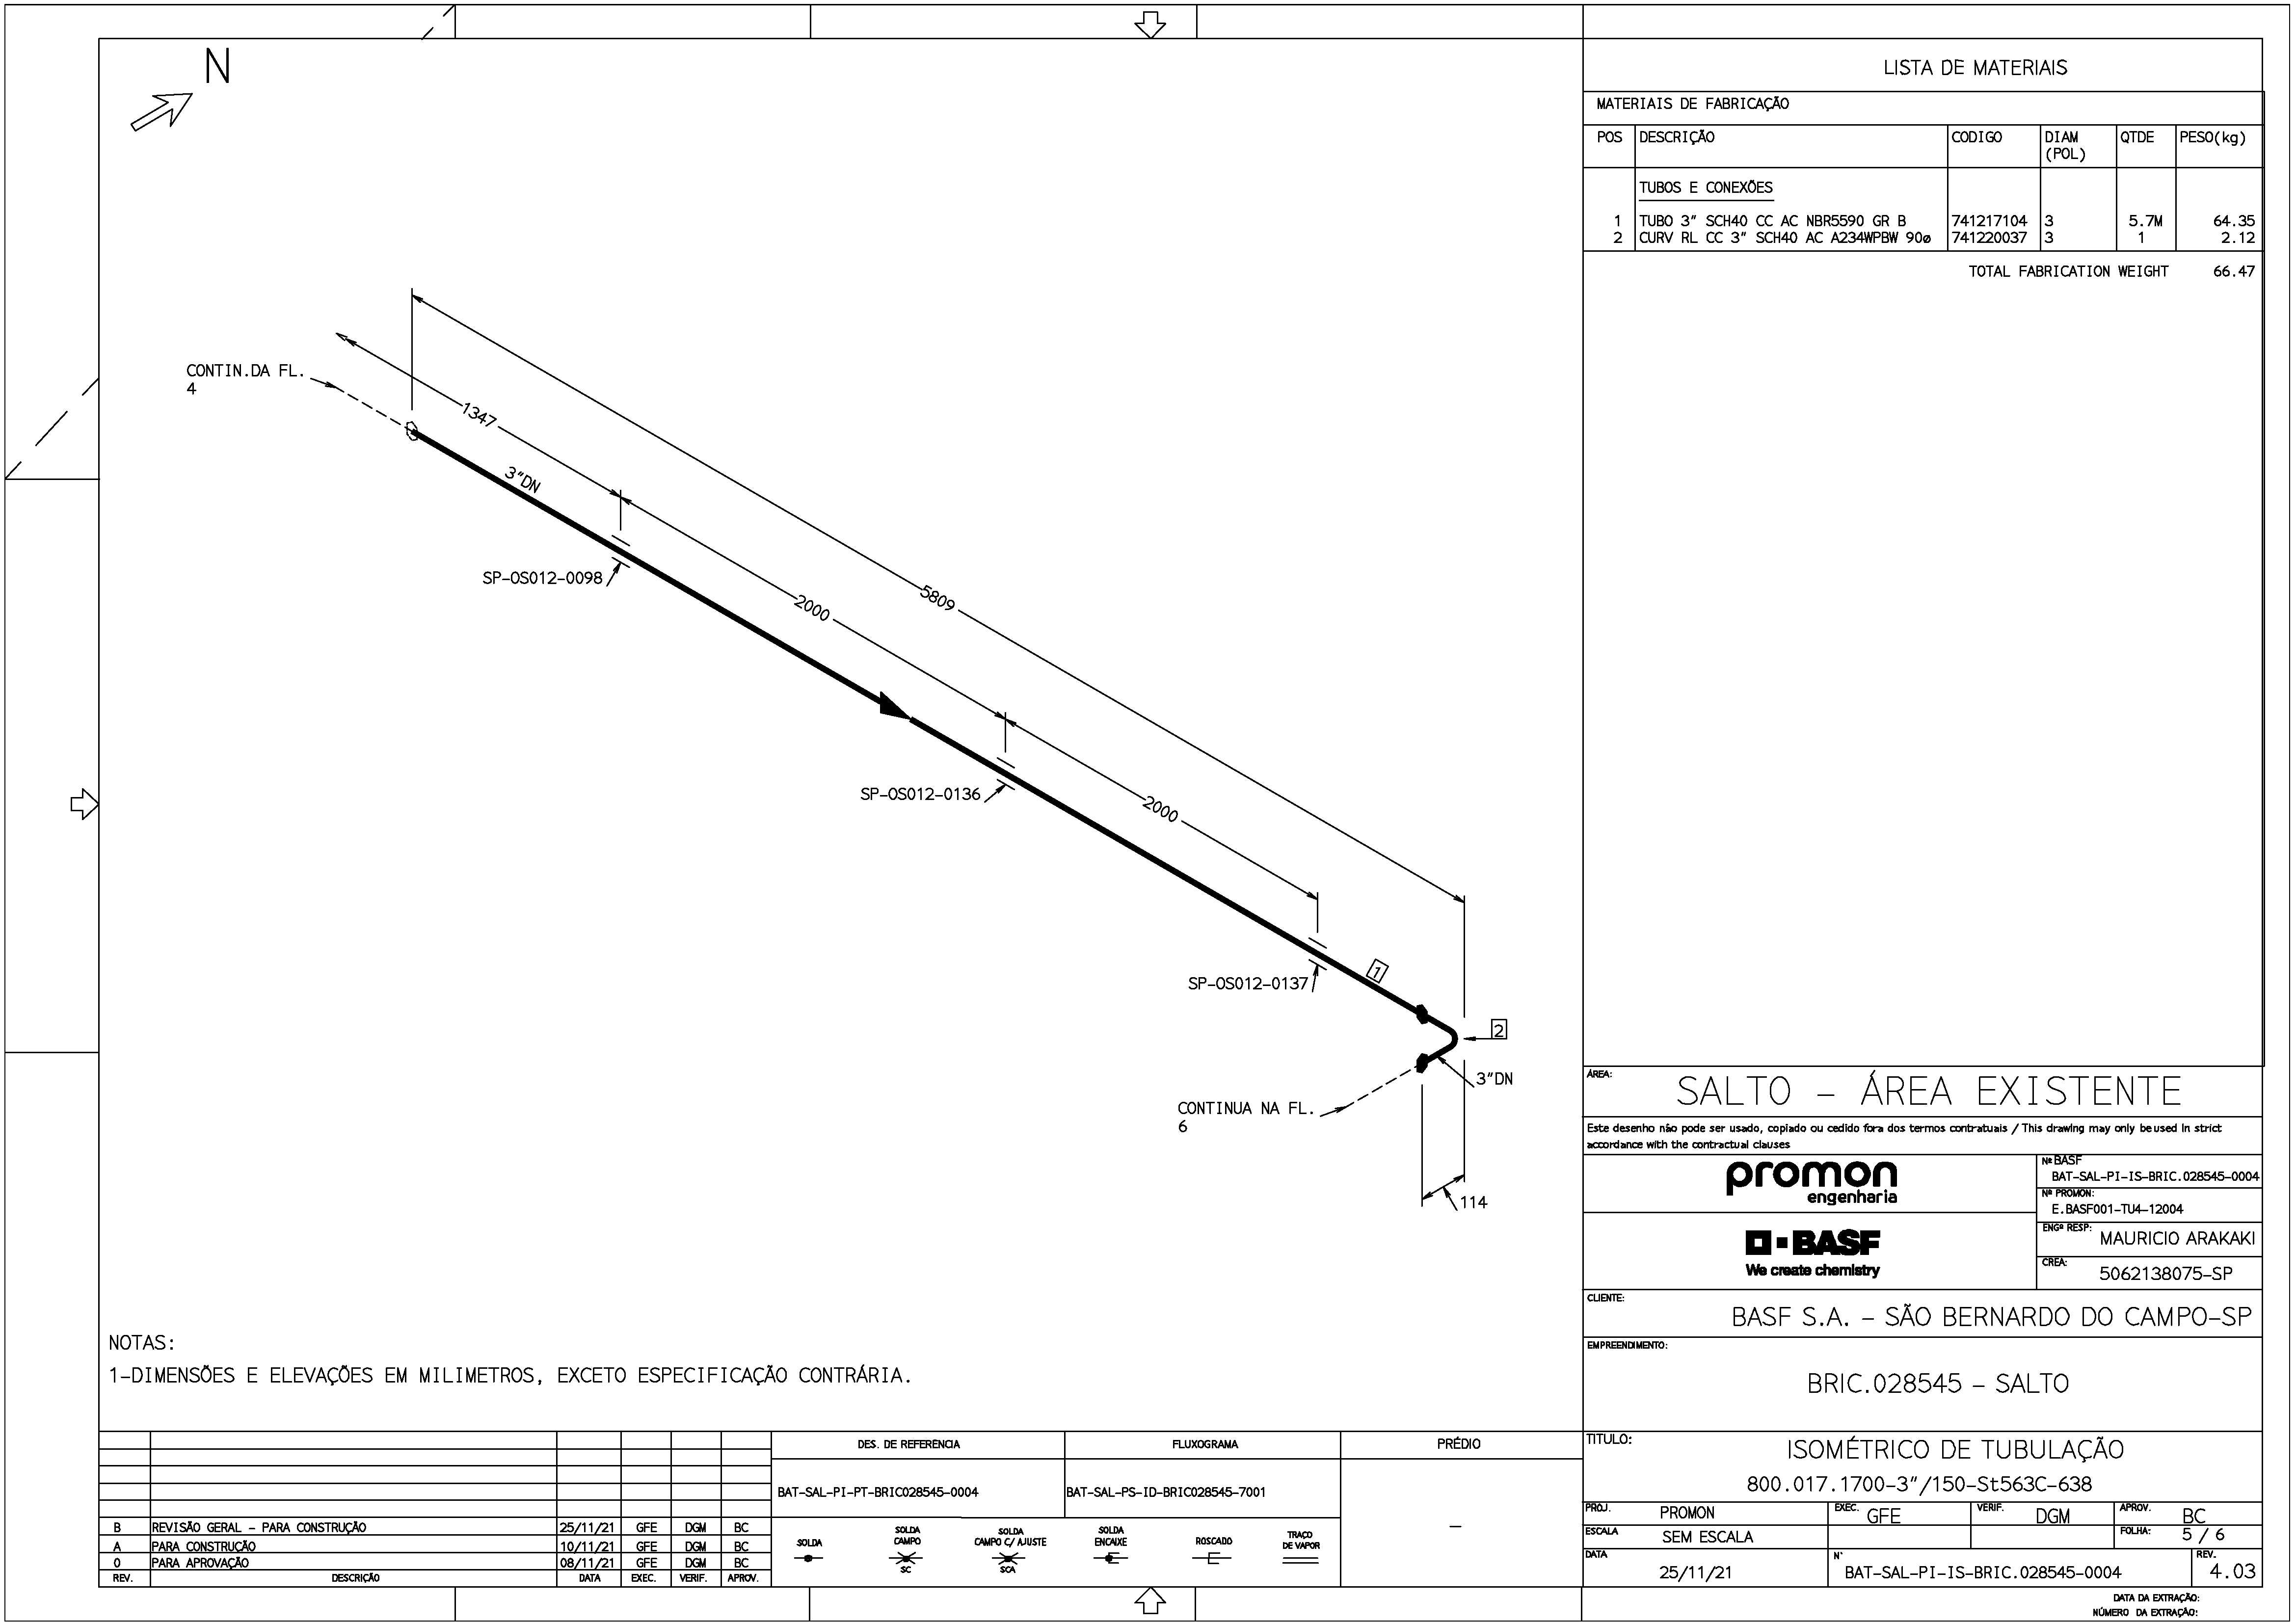 N
LISTA DE MATERIAIS
MATERIAIS DE FABRICAÇÃO
POS DESCRIÇÃO CODIGO DIAM (POL) QTDE PESO(kg)
TUBOS E CONEXÕES
1 TUBO 3" SCH40 CC AC NBR5590 GR B 741217104 3 5.7M 64.35
2 CURV RL CC 3" SCH40 AC A234WPBW 90ø 741220037 3 1 2.12
TOTAL FABRICATION WEIGHT 66.47
CONTIN.DA FL.
4
1347
3"DN
SP-OS012-0098
2000
5809
SP-OS012-0136
2000
SP-OS012-0137
1
2
3"DN
CONTINUA NA FL.
6
114
NOTAS:
1-DIMENSÕES E ELEVAÇÕES EM MILIMETROS, EXCETO ESPECIFICAÇÃO CONTRÁRIA.
ÁREA:
SALTO - ÁREA EXISTENTE
Este desenho não pode ser usado, copiado ou cedido fora dos termos contratuais / This drawing may only be used in strict
accordance with the contractual clauses
promon
engenharia
Nº BASF
BAT-SAL-PI-IS-BRIC.028545-0004
Nº PROMON:
E.BASF001-TU4-12004
BASF
We create chemistry
ENGº RESP:
MAURICIO ARAKAKI
CREA:
5062138075-SP
CLIENTE:
BASF S.A. - SÃO BERNARDO DO CAMPO-SP
EMPREENDIMENTO:
BRIC.028545 - SALTO
TITULO:
ISOMÉTRICO DE TUBULAÇÃO
800.017.1700-3"/150-St563C-638
PROJ. PROMON EXEC. GFE VERIF. DGM APROV. BC
ESCALA SEM ESCALA FOLHA: 5 / 6
DATA 25/11/21 N° BAT-SAL-PI-IS-BRIC.028545-0004 REV. 4.03
DATA DA EXTRAÇÃO:
NÚMERO DA EXTRAÇÃO:
B REVISÃO GERAL - PARA CONSTRUÇÃO 25/11/21 GFE DGM BC
A PARA CONSTRUÇÃO 10/11/21 GFE DGM BC
0 PARA APROVAÇÃO 08/11/21 GFE DGM BC
REV. DESCRIÇÃO DATA EXEC. VERIF. APROV.
DES. DE REFERÊNCIA FLUXOGRAMA PRÉDIO
BAT-SAL-PI-PT-BRIC028545-0004 BAT-SAL-PS-ID-BRIC028545-7001 -
SOLDA
SOLDA CAMPO
SC
SOLDA CAMPO C/ AJUSTE
SCA
SOLDA ENCAIXE
ROSCADO
TRAÇO DE VAPOR